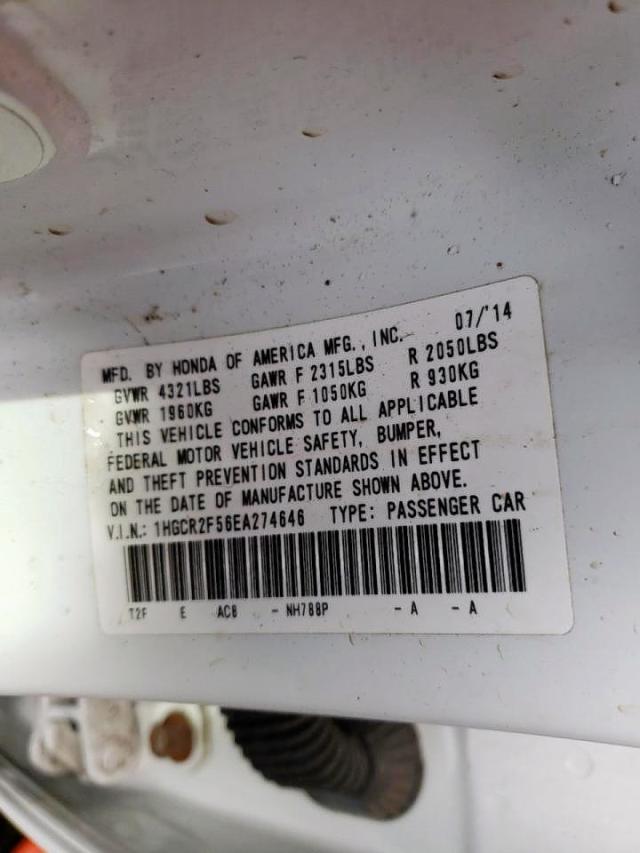 MFD. BY HONDA OF AMERICA MFG., INC. 07/'14
GVWR 4321LBS GAWR F 2315LBS R 2050LBS
GVWR 1960KG GAWR F 1050KG R 930KG
THIS VEHICLE CONFORMS TO ALL APPLICABLE
FEDERAL MOTOR VEHICLE SAFETY, BUMPER,
AND THEFT PREVENTION STANDARDS IN EFFECT
ON THE DATE OF MANUFACTURE SHOWN ABOVE.
V.I.N.: 1HGCR2F56EA274646 TYPE: PASSENGER CAR
T2F E AC8 - NH788P - A - A